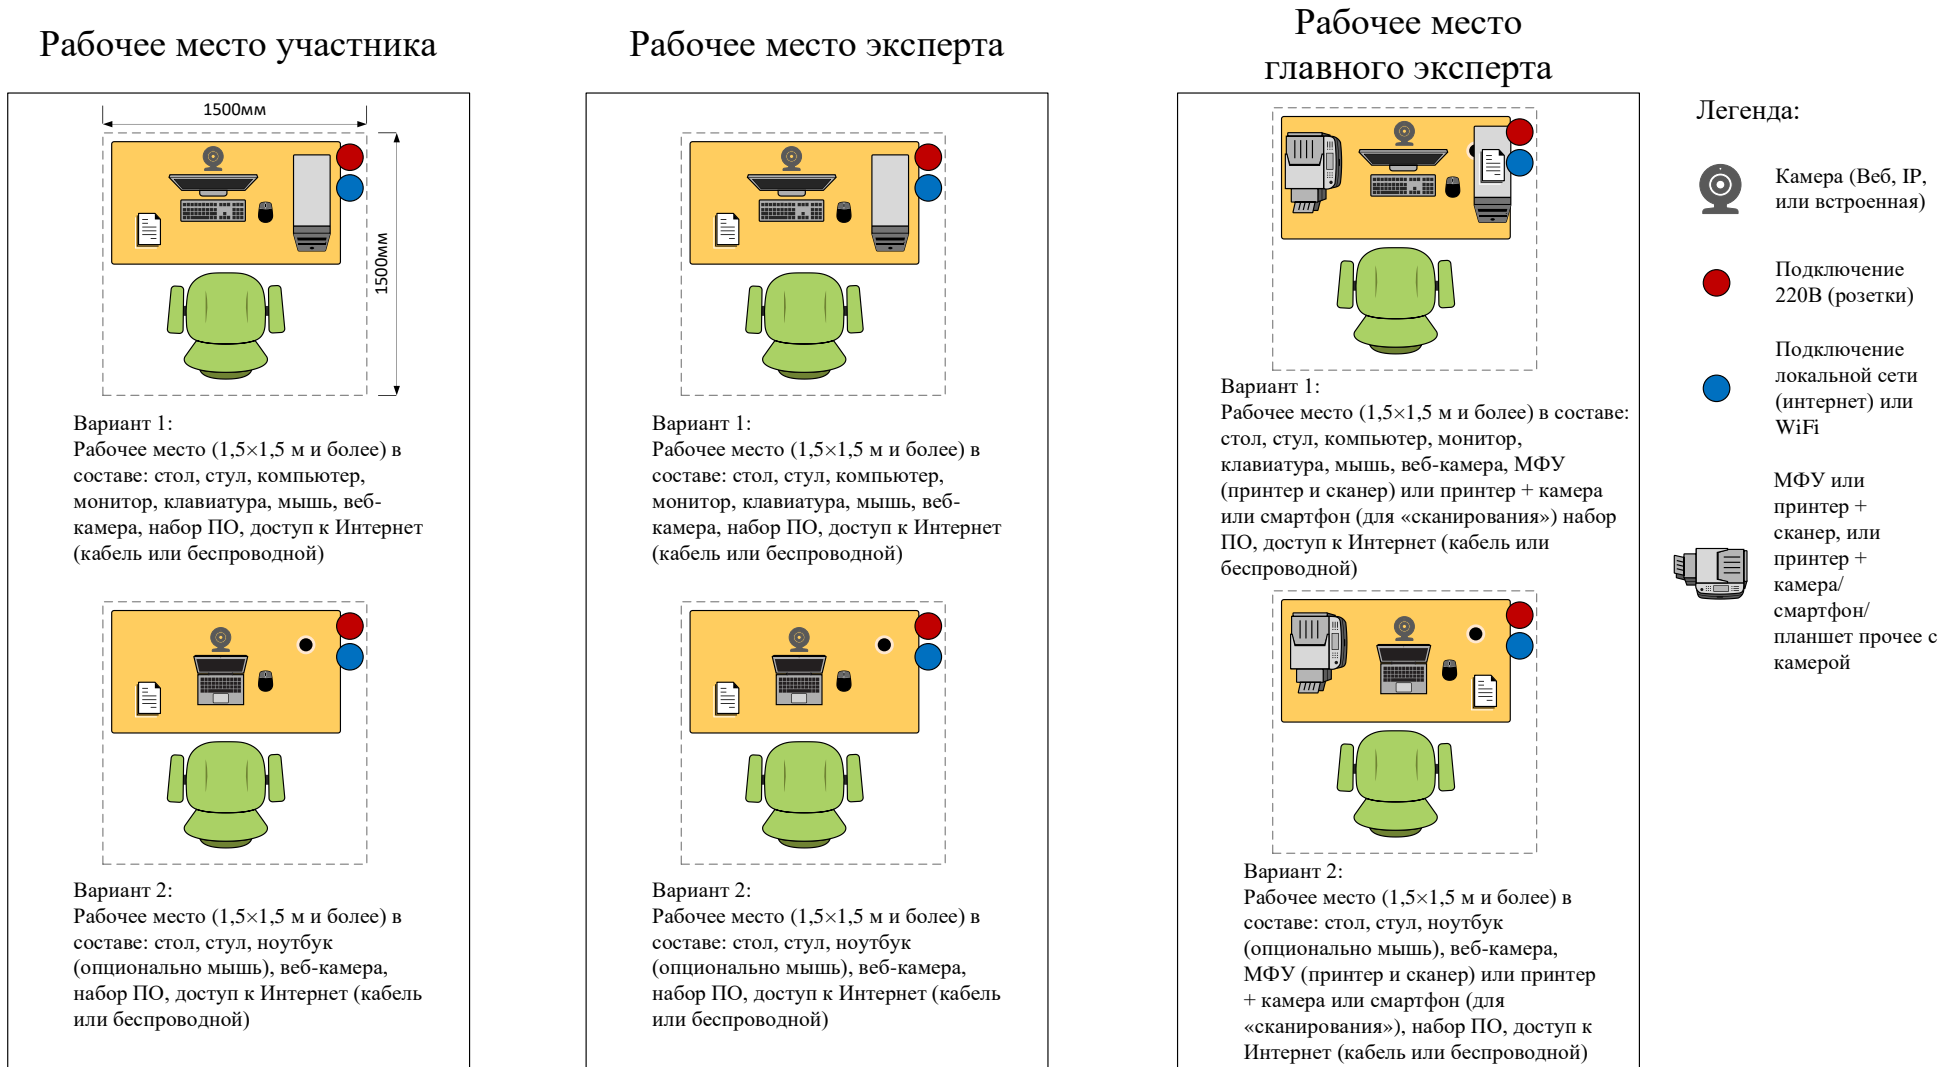 Рабочее место участника
1500мм
1500мм
Вариант 1:
Рабочее место (1,5×1,5 м и более) в
составе: стол, стул, компьютер,
монитор, клавиатура, мышь, веб-
камера, набор ПО, доступ к Интернет
(кабель или беспроводной)
Вариант 2:
Рабочее место (1,5×1,5 м и более) в
составе: стол, стул, ноутбук
(опционально мышь), веб-камера,
набор ПО, доступ к Интернет (кабель
или беспроводной)
Рабочее место эксперта
Вариант 1:
Рабочее место (1,5×1,5 м и более) в
составе: стол, стул, компьютер,
монитор, клавиатура, мышь, веб-
камера, набор ПО, доступ к Интернет
(кабель или беспроводной)
Вариант 2:
Рабочее место (1,5×1,5 м и более) в
составе: стол, стул, ноутбук
(опционально мышь), веб-камера,
набор ПО, доступ к Интернет (кабель
или беспроводной)
Рабочее место
главного эксперта
Вариант 1:
Рабочее место (1,5×1,5 м и более) в составе:
стол, стул, компьютер, монитор,
клавиатура, мышь, веб-камера, МФУ
(принтер и сканер) или принтер + камера
или смартфон (для «сканирования») набор
ПО, доступ к Интернет (кабель или
беспроводной)
Вариант 2:
Рабочее место (1,5×1,5 м и более) в
составе: стол, стул, ноутбук
(опционально мышь), веб-камера,
МФУ (принтер и сканер) или принтер
+ камера или смартфон (для
«сканирования»), набор ПО, доступ к
Интернет (кабель или беспроводной)
Легенда:
Камера (Веб, IP,
или встроенная)
Подключение
220В (розетки)
Подключение
локальной сети
(интернет) или
WiFi
МФУ или
принтер +
сканер, или
принтер +
камера/
смартфон/
планшет прочее с
камерой